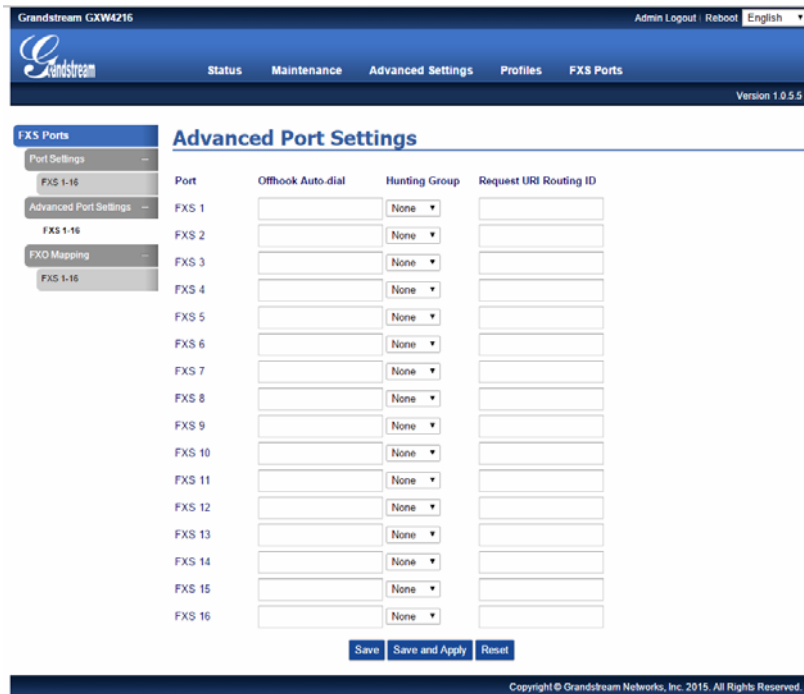 Grandstream GXW4216 Admin Logout | Reboot English
Grandstream
Status Maintenance Advanced Settings Profiles FXS Ports
Version 1.0.5.5
FXS Ports
Port Settings
FXS 1-16
Advanced Port Settings
FXS 1-16
FXO Mapping
FXS 1-16
Advanced Port Settings
Port Offhook Auto-dial Hunting Group Request URI Routing ID
FXS 1 None
FXS 2 None
FXS 3 None
FXS 4 None
FXS 5 None
FXS 6 None
FXS 7 None
FXS 8 None
FXS 9 None
FXS 10 None
FXS 11 None
FXS 12 None
FXS 13 None
FXS 14 None
FXS 15 None
FXS 16 None
Save Save and Apply Reset
Copyright © Grandstream Networks, Inc. 2015. All Rights Reserved.